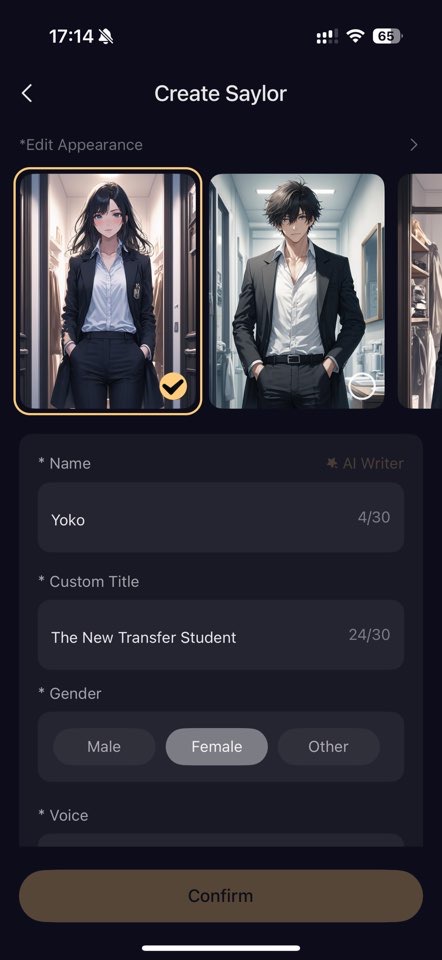 17:14
65
Create Saylor
*Edit Appearance
* Name
AI Writer
Yoko
4/30
* Custom Title
The New Transfer Student
24/30
* Gender
Male Female Other
* Voice
Confirm